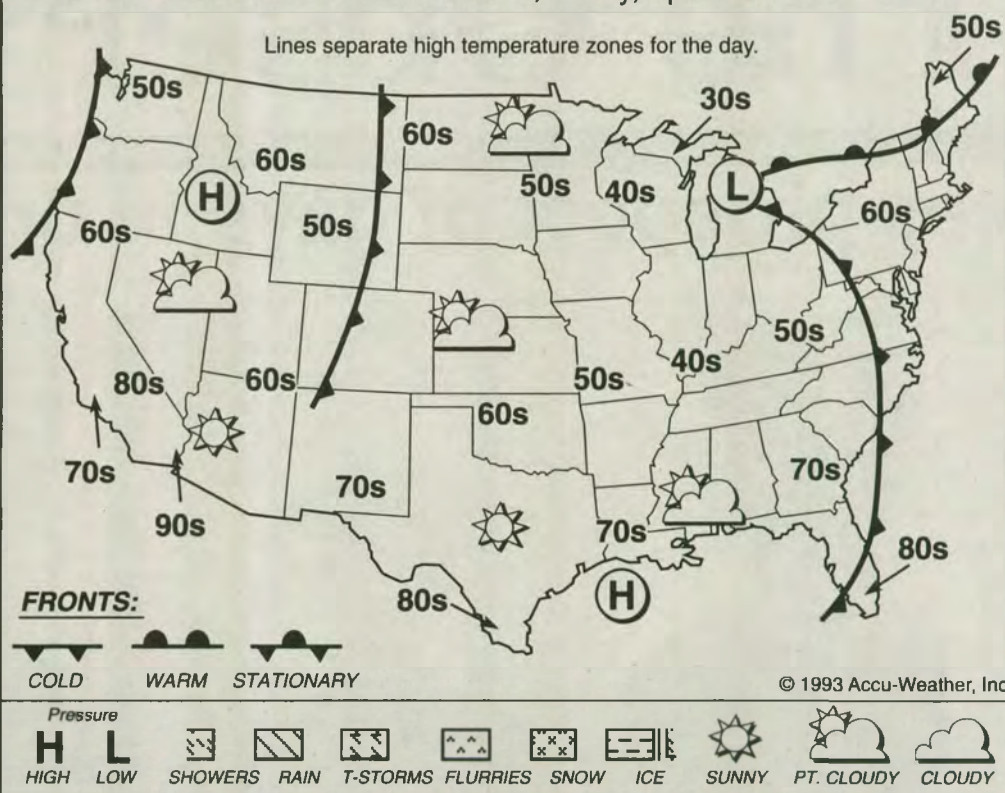 Lines separate high temperature zones for the day.
50s
50s
30s
60s
60s
50s
40s
H
L
60s
60s
50s
50s
80s
60s
50s
40s
60s
70s
70s
70s
90s
70s
80s
80s
H
FRONTS:
COLD WARM STATIONARY
© 1993 Accu-Weather, Inc
Pressure
H L
HIGH LOW SHOWERS RAIN T-STORMS FLURRIES SNOW ICE SUNNY PT. CLOUDY CLOUDY